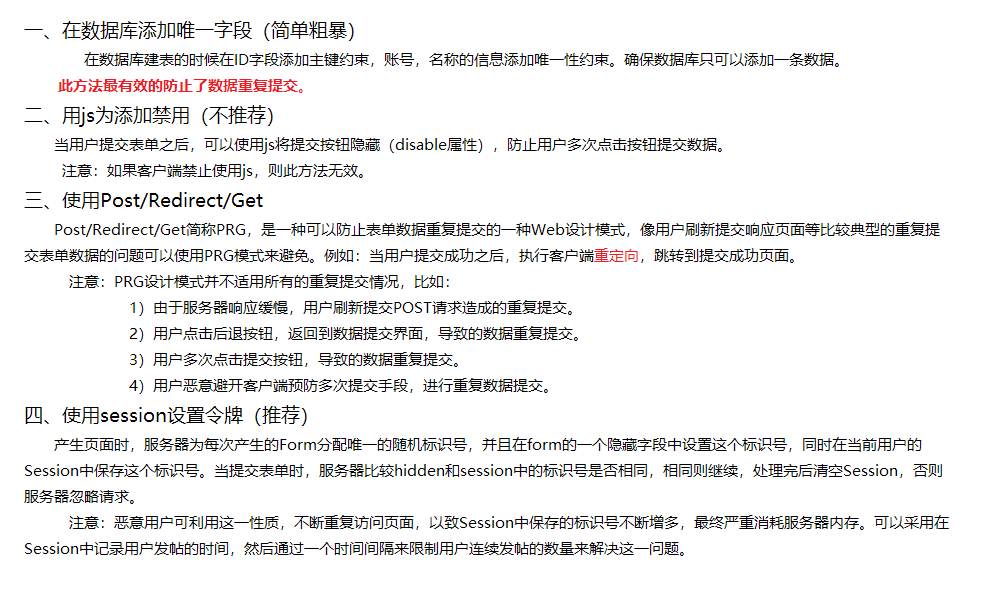 一、在数据库添加唯一字段（简单粗暴）
在数据库建表的时候在ID字段添加主键约束，账号，名称的信息添加唯一性约束。确保数据库只可以添加一条数据。
此方法最有效的防止了数据重复提交。
二、用js为添加禁用（不推荐）
当用户提交表单之后，可以使用js将提交按钮隐藏（disable属性），防止用户多次点击按钮提交数据。
注意：如果客户端禁止使用js，则此方法无效。
三、使用Post/Redirect/Get
Post/Redirect/Get简称PRG，是一种可以防止表单数据重复提交的一种Web设计模式，像用户刷新提交响应页面等比较典型的重复提
交表单数据的问题可以使用PRG模式来避免。例如：当用户提交成功之后，执行客户端重定向，跳转到提交成功页面。
注意：PRG设计模式并不适用所有的重复提交情况，比如：
1）由于服务器响应缓慢，用户刷新提交POST请求造成的重复提交。
2）用户点击后退按钮，返回到数据提交界面，导致的数据重复提交。
3）用户多次点击提交按钮，导致的数据重复提交。
4）用户恶意避开客户端预防多次提交手段，进行重复数据提交。
四、使用session设置令牌（推荐）
产生页面时，服务器为每次产生的Form分配唯一的随机标识号，并且在form的一个隐藏字段中设置这个标识号，同时在当前用户的
Session中保存这个标识号。当提交表单时，服务器比较hidden和session中的标识号是否相同，相同则继续，处理完后清空Session，否则
服务器忽略请求。
注意：恶意用户可利用这一性质，不断重复访问页面，以致Session中保存的标识号不断增多，最终严重消耗服务器内存。可以采用在
Session中记录用户发帖的时间，然后通过一个时间间隔来限制用户连续发帖的数量来解决这一问题。